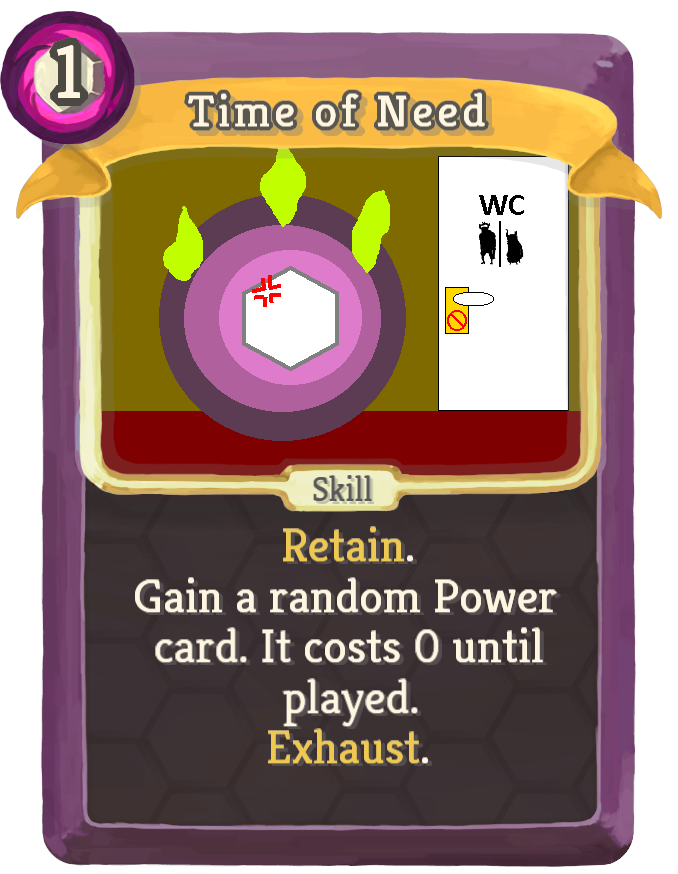 1
Time of Need
WC
Skill
Retain.
Gain a random Power
card. It costs 0 until
played.
Exhaust.